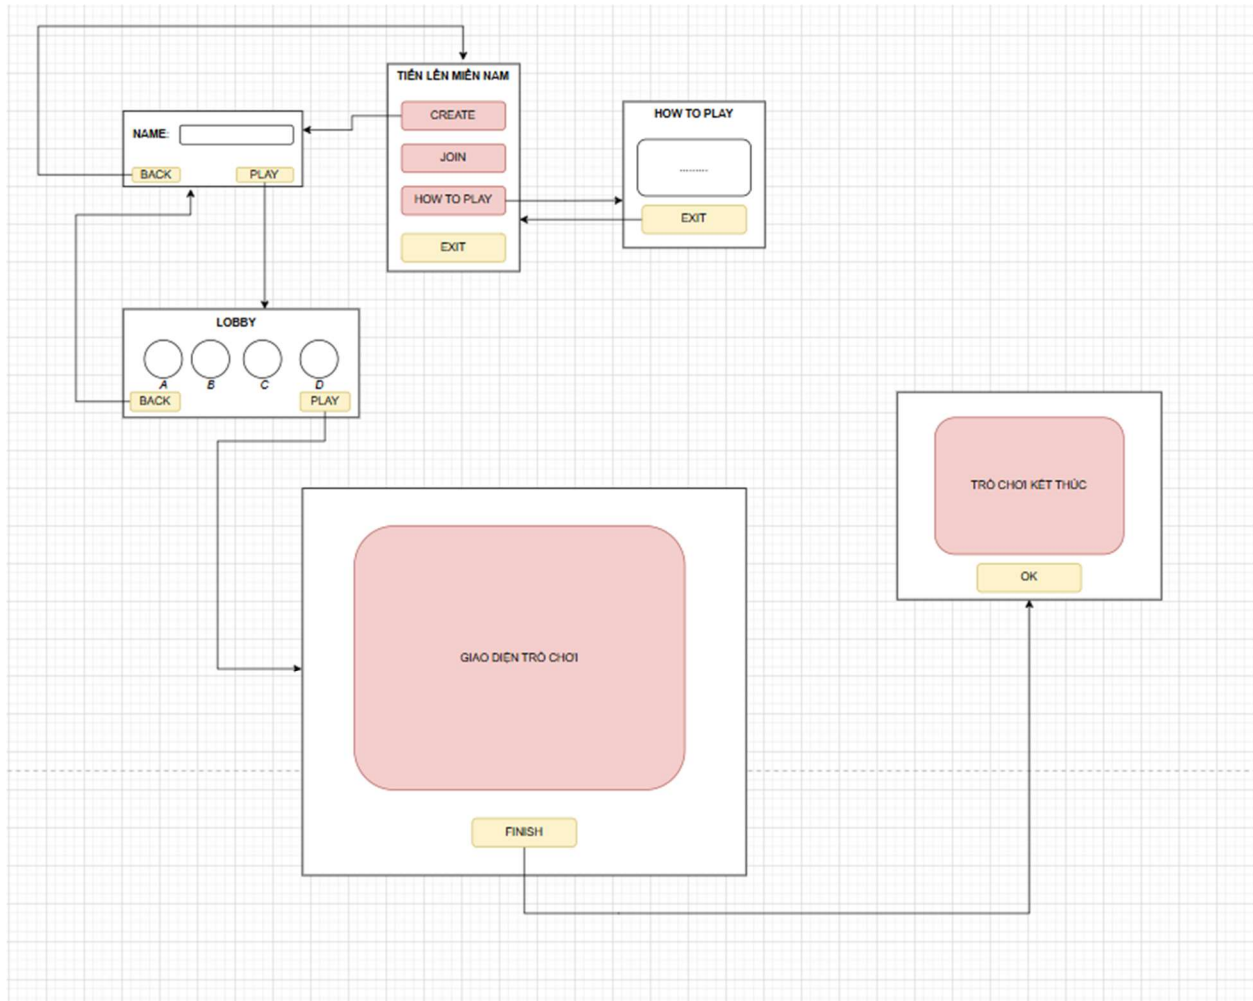 TIẾN LÊN MIỀN NAM
CREATE
JOIN
HOW TO PLAY
EXIT
NAME:
BACK
PLAY
HOW TO PLAY
.........
EXIT
LOBBY
A
B
C
D
BACK
PLAY
GIAO DIỆN TRÒ CHƠI
FINISH
TRÒ CHƠI KẾT THÚC
OK